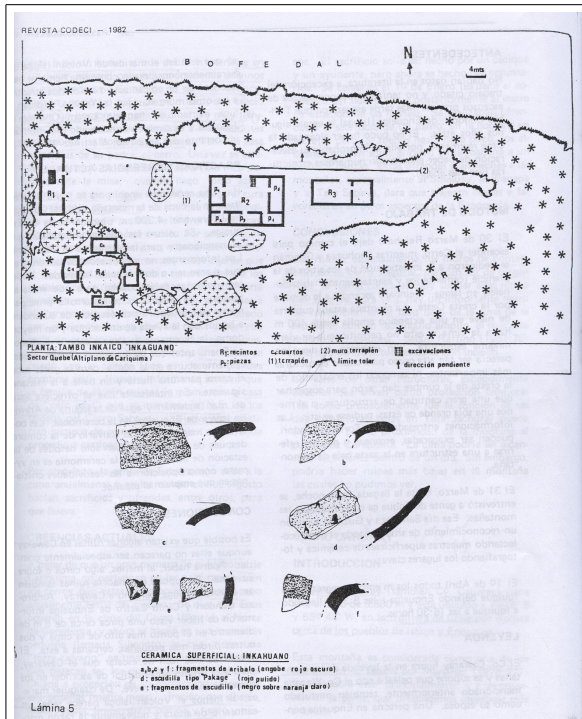 REVISTA CODECI – 1982
B O F E D A L
N
4mts
(2)
(1)
R1
R2
R3
R4
R5
?
T O L A R
PLANTA: TAMBO INKAICO "INKAGUANO"
Sector Quebe (Altiplano de Cariquima)
R1: recintos
c: cuartos
(2) muro terraplén
excavaciones
p: piezas
(1) terraplén
límite tolar
dirección pendiente
a
b
c
d
e
f
CERAMICA SUPERFICIAL: INKAHUANO
a,b,c y f: fragmentos de aríbalo (engobe rojo oscuro)
d: escudilla tipo "Pakage" (rojo pulido)
e: fragmentos de escudilla (negro sobre naranja claro)
Lámina 5